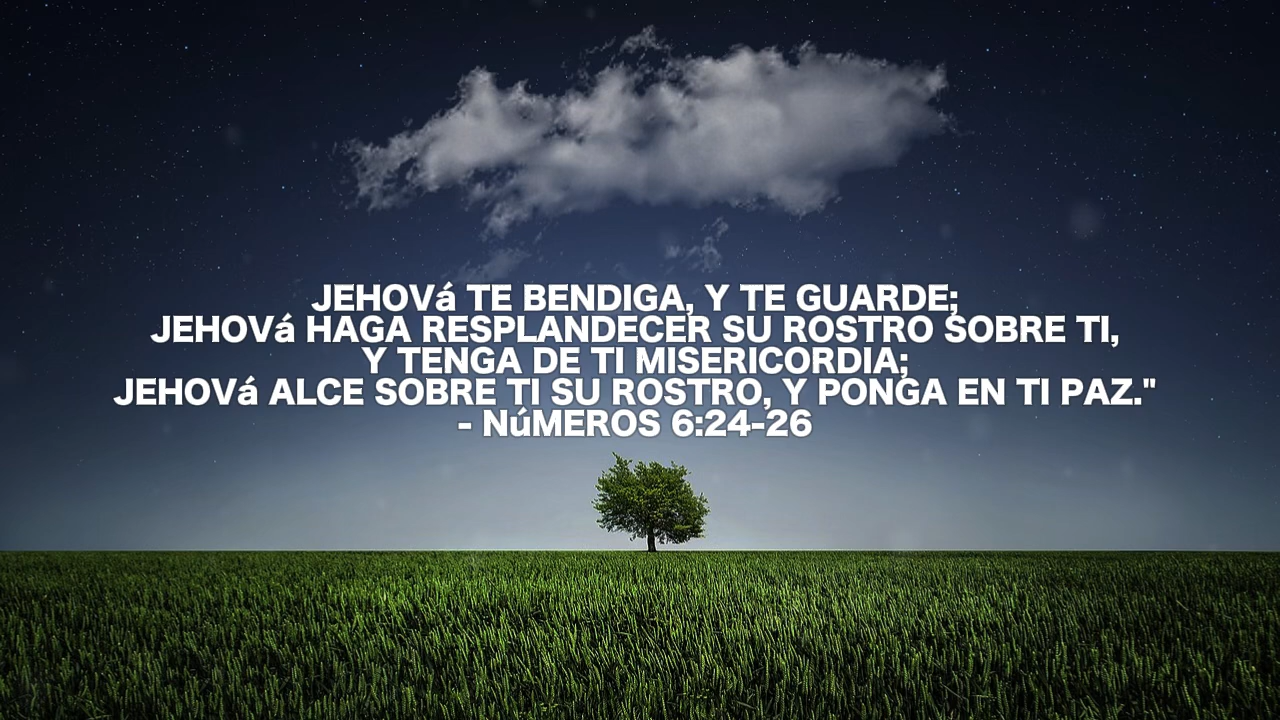 JEHOVá TE BENDIGA, Y TE GUARDE;
JEHOVá HAGA RESPLANDECER SU ROSTRO SOBRE TI,
Y TENGA DE TI MISERICORDIA;
JEHOVá ALCE SOBRE TI SU ROSTRO, Y PONGA EN TI PAZ."
- NúMEROS 6:24-26